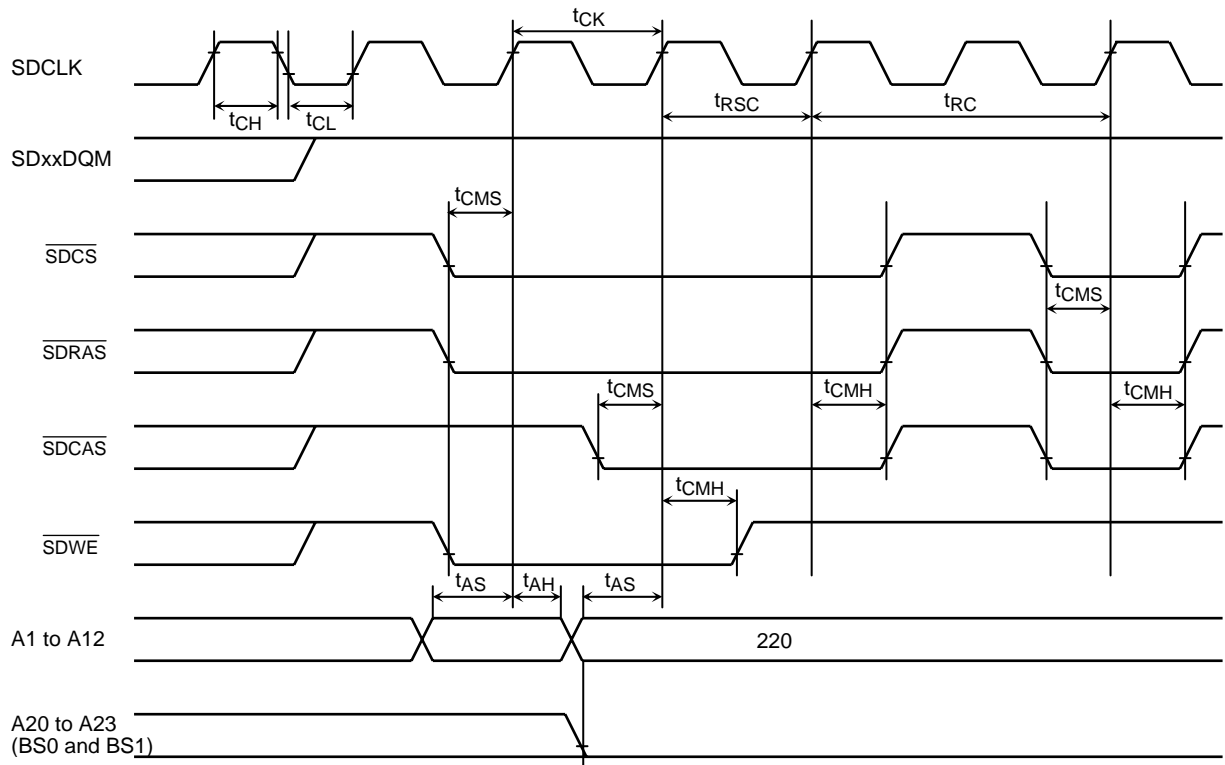 tCK
SDCLK
tRSC
tRC
tCH
tCL
SDxxDQM
tCMS
SDCS
tCMS
SDRAS
tCMS
tCMH
tCMH
SDCAS
tCMH
SDWE
tAS
tAH
tAS
A1 to A12
220
A20 to A23
(BS0 and BS1)